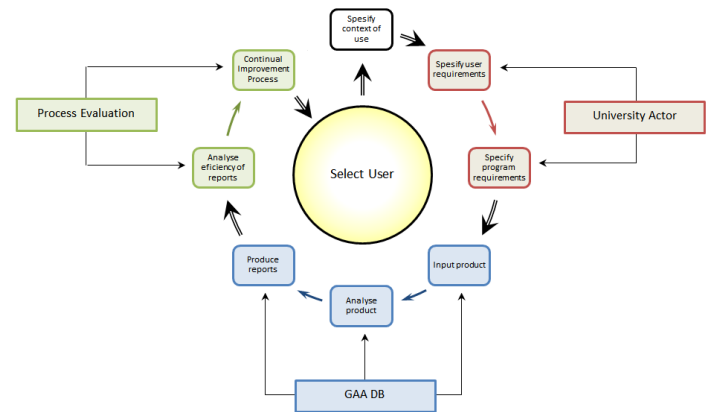 Spesify
context of
use
Continual
Improvement
Process
Spesify user
requirements
Process Evaluation
University Actor
Analyse
eficiency of
reports
Select User
Specify
program
requirements
Produce
reports
Input product
Analyse
product
GAA DB